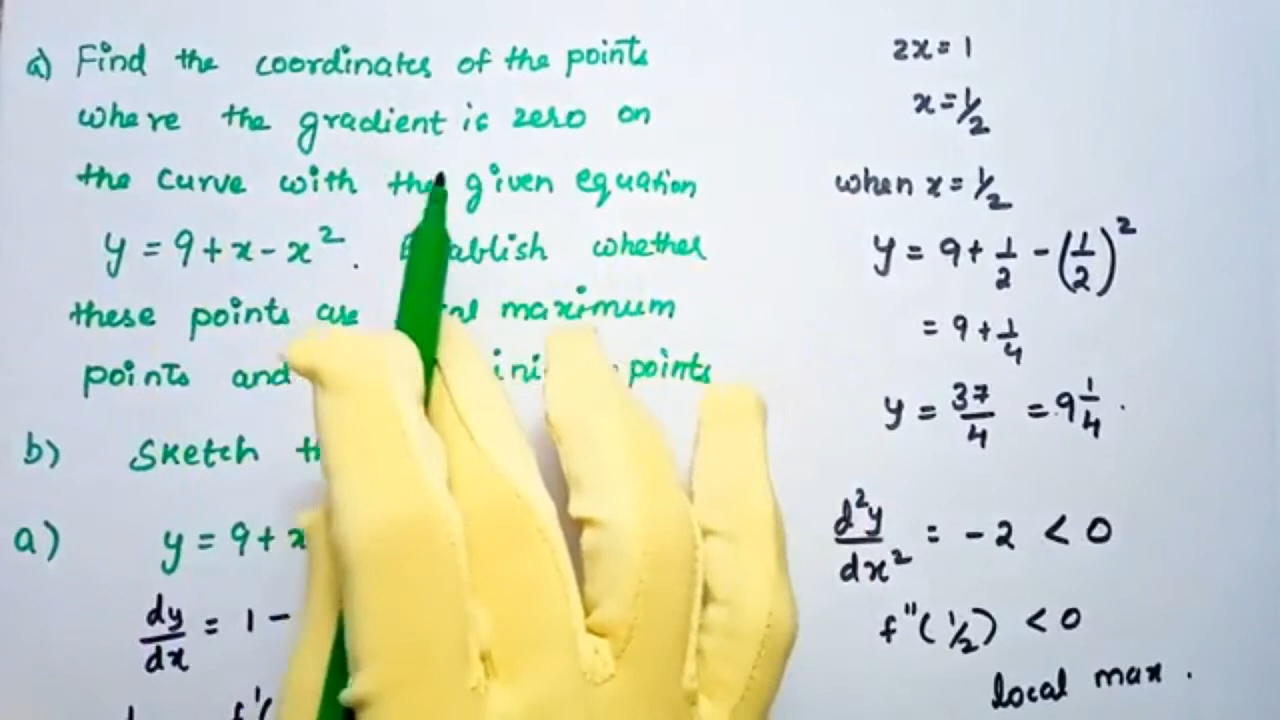 a) Find the coordinates of the points
where the gradient is zero on
the curve with the given equation
y = 9 + x - x². whether
these points are maximum
points and points
b) Sketch
a) y = 9 + x
dy/dx = 1 -
2x = 1
x = 1/2
when x = 1/2
y = 9 + 1/2 - (1/2)²
= 9 + 1/4
y = 37/4 = 9 1/4.
d²y/dx² = -2 < 0
f"(1/2) < 0
local max.